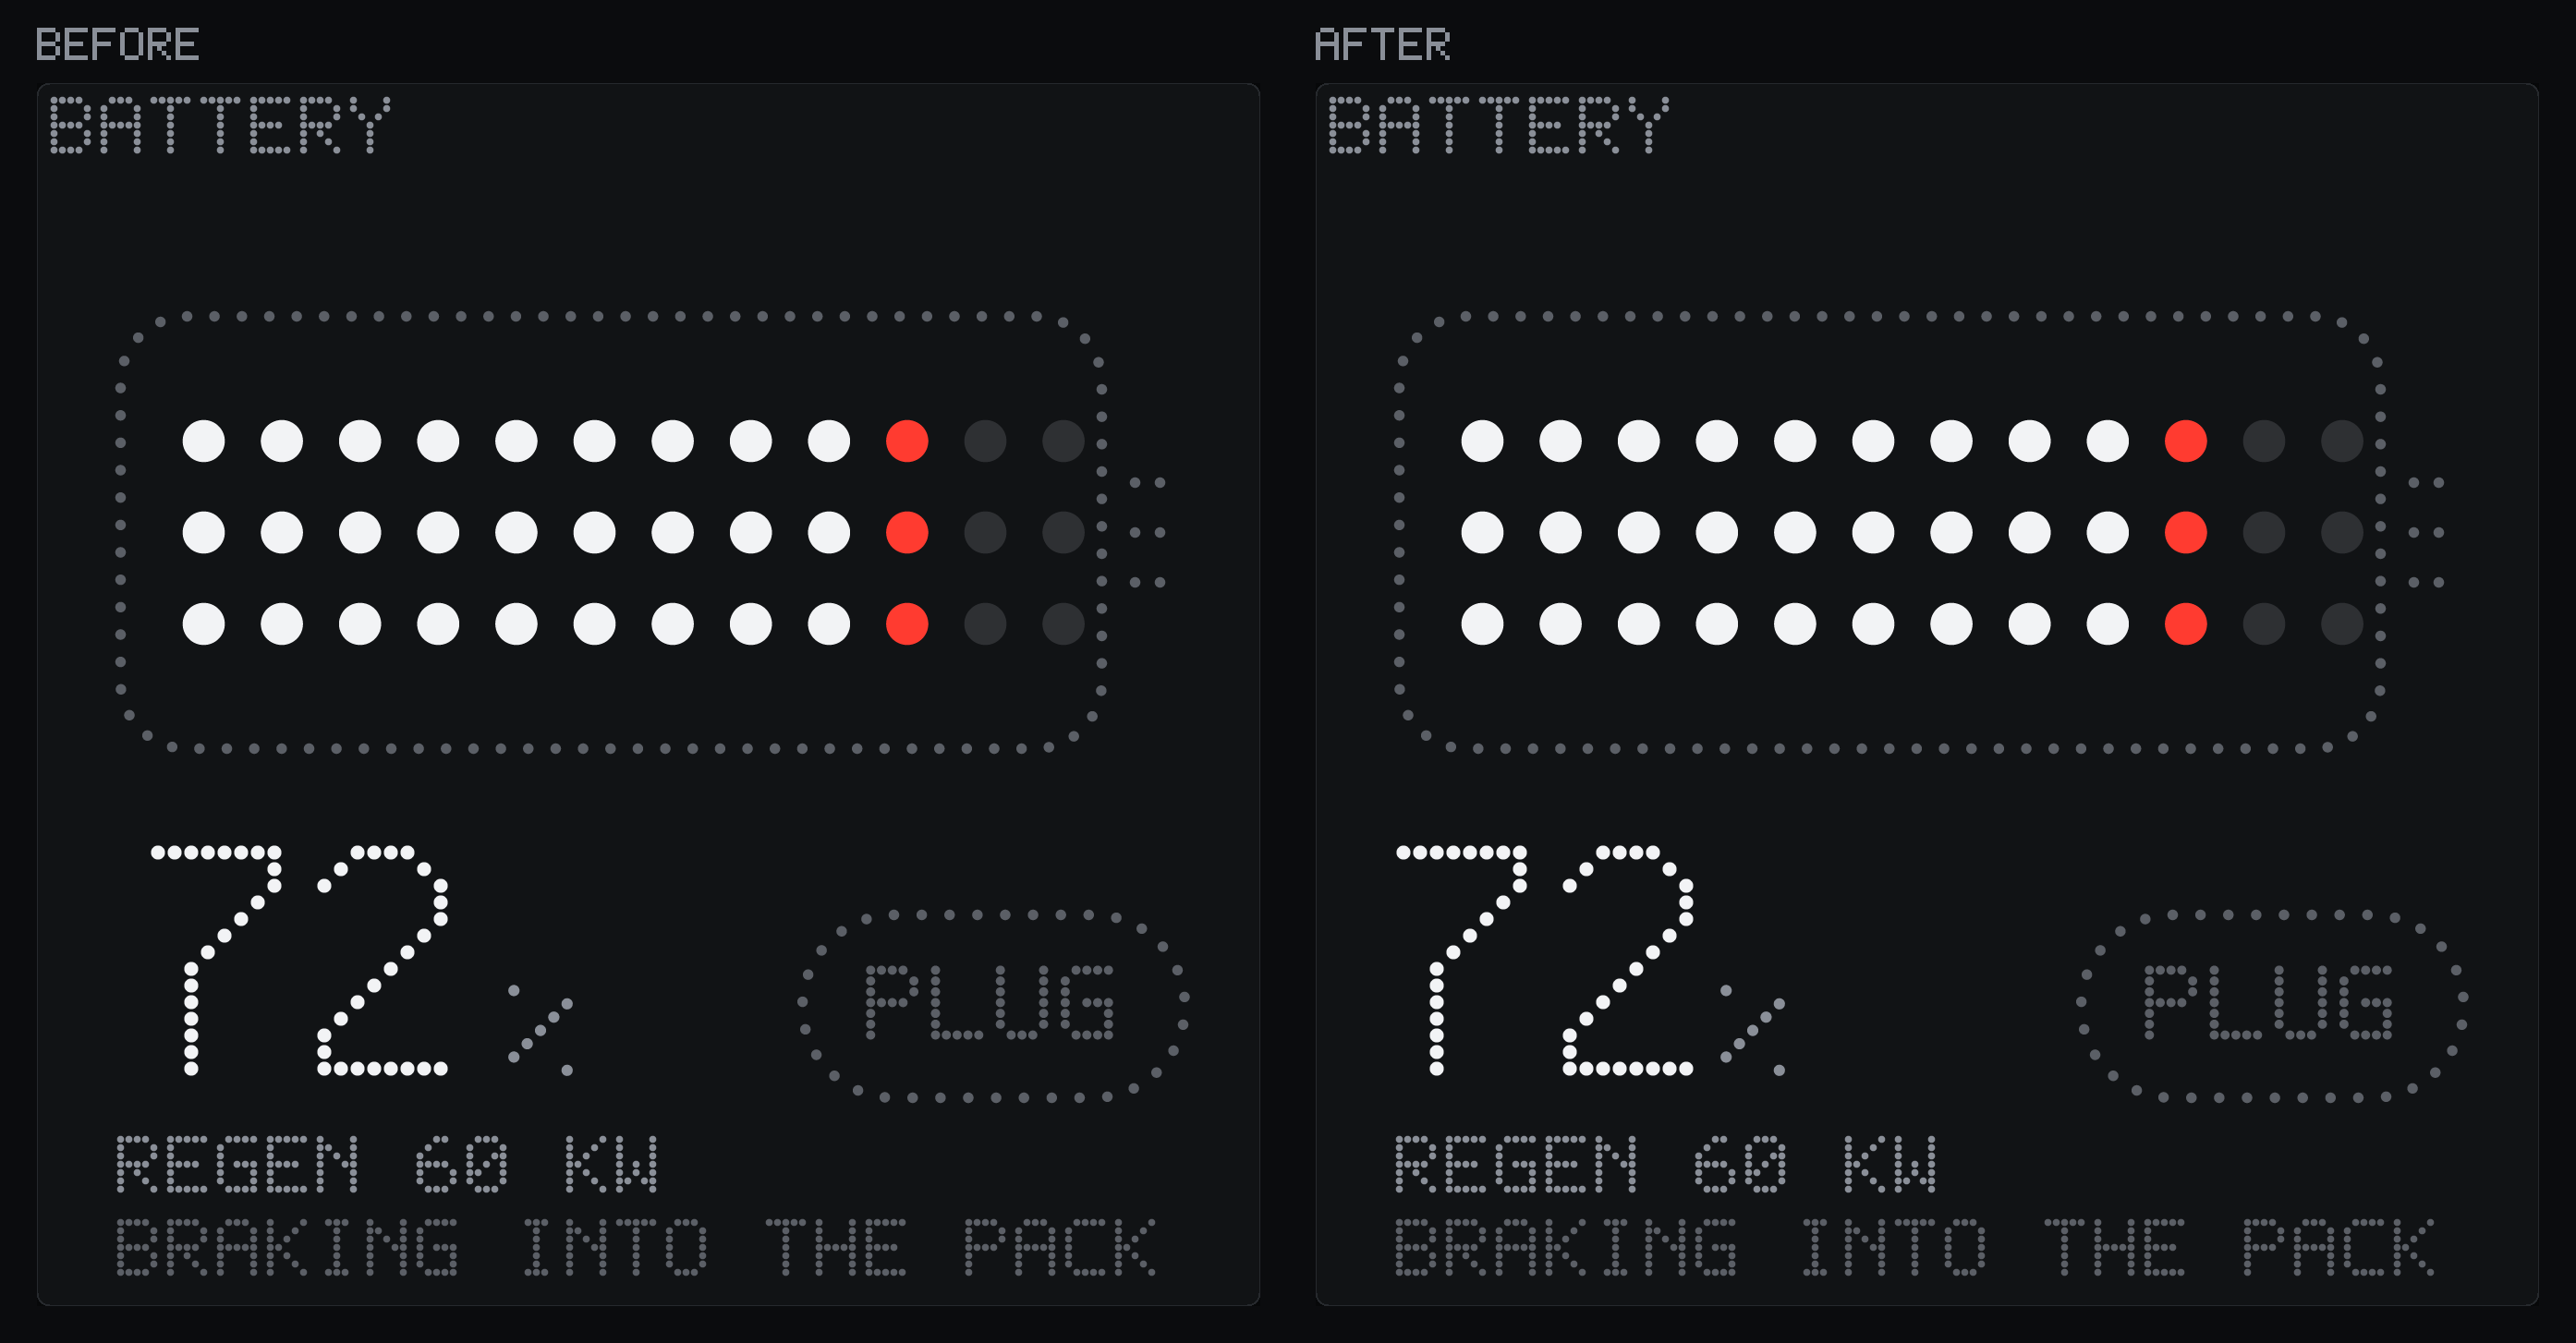 BEFORE
BATTERY
72%
PLUG
REGEN 60 KW
BRAKING INTO THE PACK
AFTER
BATTERY
72%
PLUG
REGEN 60 KW
BRAKING INTO THE PACK